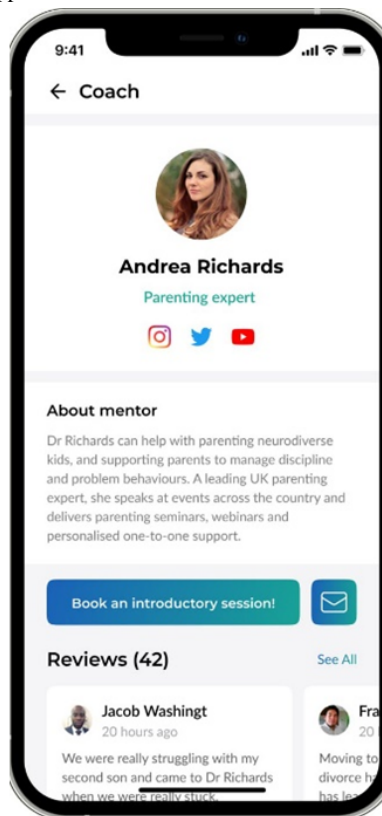 9:41
← Coach
Andrea Richards
Parenting expert
About mentor
Dr Richards can help with parenting neurodiverse
kids, and supporting parents to manage discipline
and problem behaviours. A leading UK parenting
expert, she speaks at events across the country and
delivers parenting seminars, webinars and
personalised one-to-one support.
Book an introductory session!
Reviews (42)
See All
Jacob Washingt
20 hours ago
We were really struggling with my
second son and came to Dr Richards
when we were really stuck.
Fra
20
Moving to
divorce ha
has lea